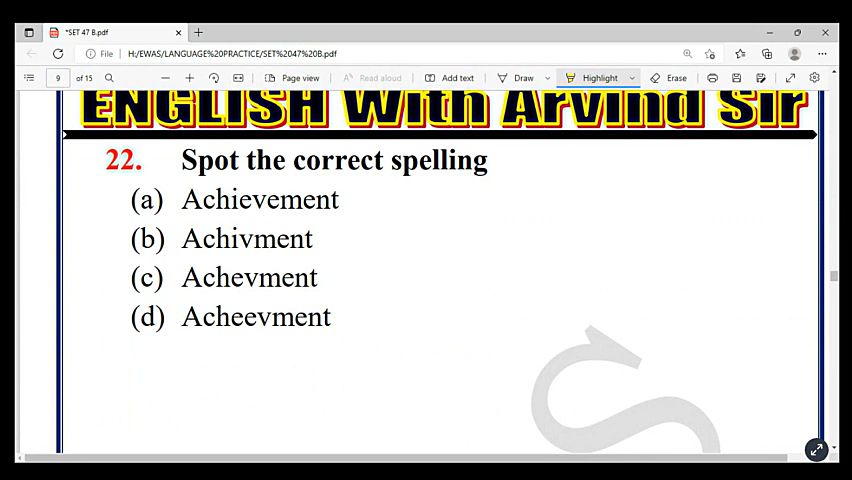 *SET 47 B.pdf
File H:/EWAS/LANGUAGE%20PRACTICE/SET%2047%20B.pdf
9 of 15 Page view Read aloud Add text Draw Highlight Erase
ENGLISH With Arvind Sir
22. Spot the correct spelling
(a) Achievement
(b) Achivment
(c) Achevment
(d) Acheevment